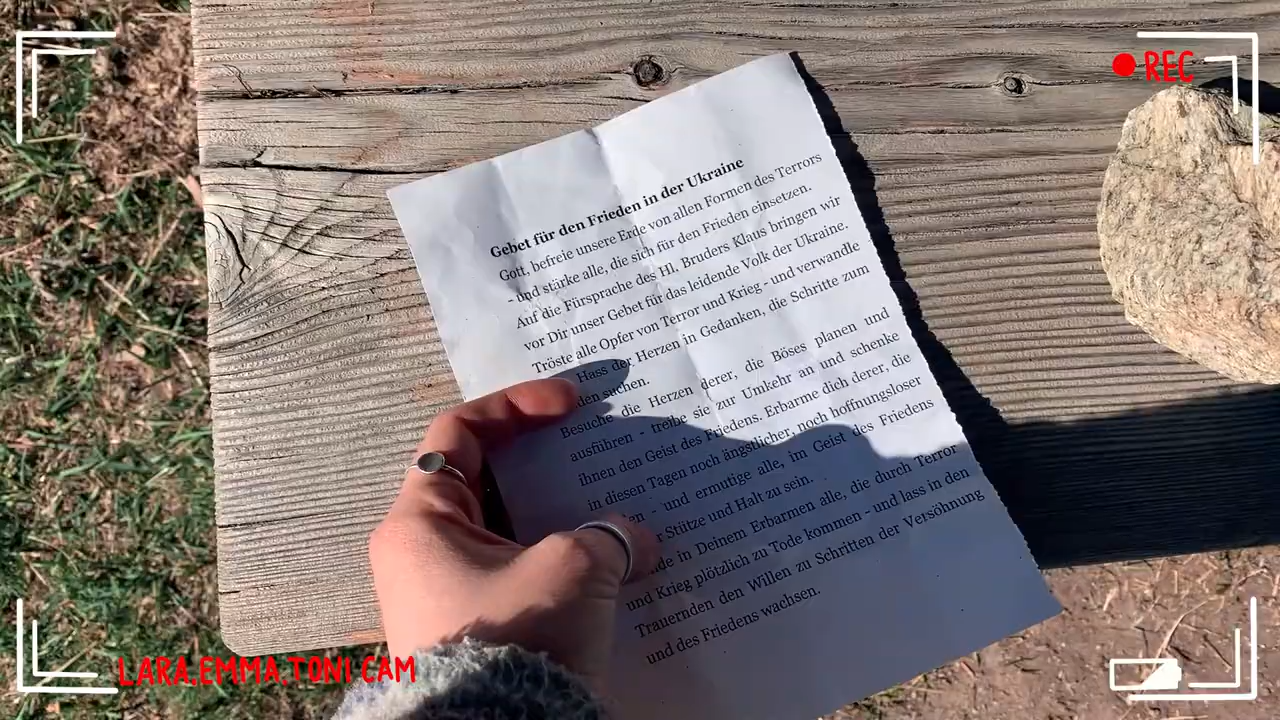 REC
Gebet für den Frieden in der Ukraine
Gott, befreie unsere Erde von allen Formen des Terrors
- und stärke alle, die sich für den Frieden einsetzen.
Auf die Fürsprache des Hl. Bruders Klaus bringen wir
vor Dir unser Gebet für das leidende Volk der Ukraine.
Tröste alle Opfer von Terror und Krieg - und verwandle
Hass der Herzen in Gedanken, die Schritte zum
suchen.
Besuche die Herzen derer, die Böses planen und
ausführen - treibe sie zur Umkehr an und schenke
ihnen den Geist des Friedens. Erbarme dich derer, die
in diesen Tagen noch ängstlicher, noch hoffnungsloser
- und ermutige alle, im Geist des Friedens
Stütze und Halt zu sein.
in Deinem Erbarmen alle, die durch Terror
und Krieg plötzlich zu Tode kommen - und lass in den
Trauernden den Willen zu Schritten der Versöhnung
und des Friedens wachsen.
LARA.EMMA.TONI CAM